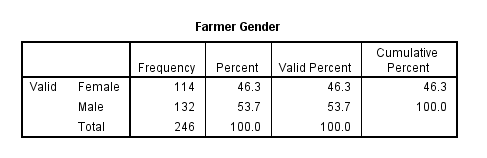 Farmer Gender
Frequency Percent Valid Percent Cumulative Percent
Valid Female 114 46.3 46.3 46.3
Male 132 53.7 53.7 100.0
Total 246 100.0 100.0